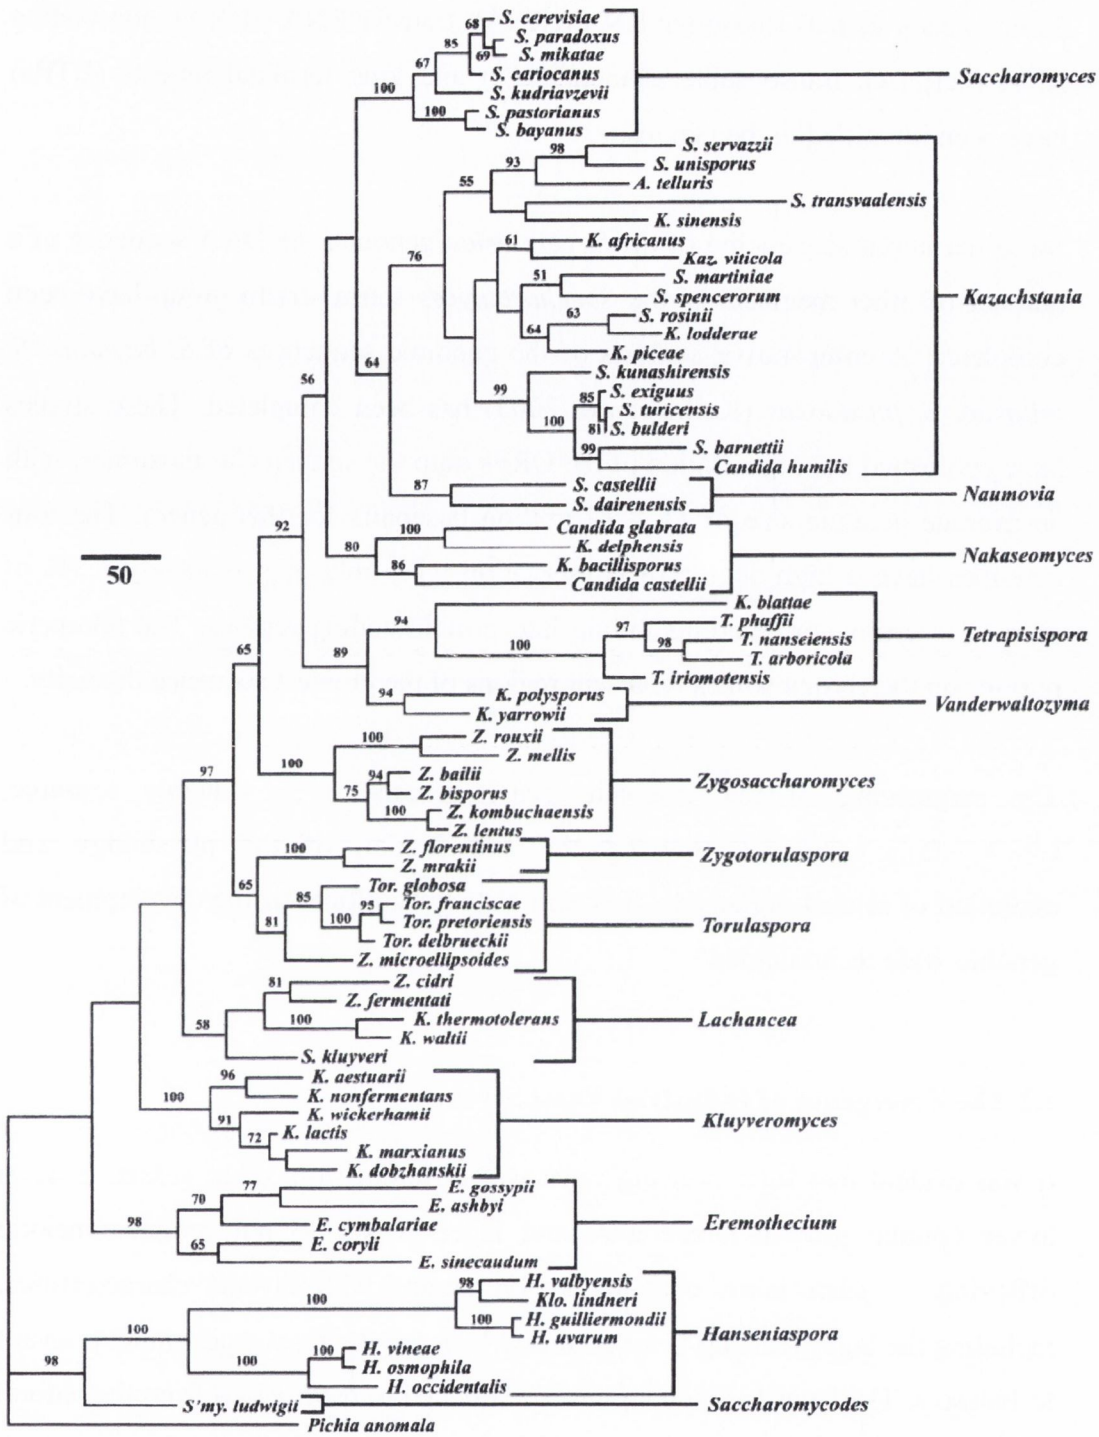 68 S. cerevisiae
S. paradoxus
85 69 S. mikatae
67 S. cariocanus Saccharomyces
100 S. kudriavzevii
100 S. pastorianus
S. bayanus
98 S. servazzii
93 S. unisporus
55 A. telluris
S. transvaalensis
K. sinensis
76 61 K. africanus
Kaz. viticola
51 S. martiniae
S. spencerorum Kazachstania
63 S. rosinii
64 K. lodderae
K. piceae
64 S. kunashirensis
56 99 85 S. exiguus
S. turicensis
100 81 S. bulderi
99 S. barnettii
Candida humilis
87 S. castellii Naumovia
S. dairenensis
92 100 Candida glabrata
80 K. delphensis Nakaseomyces
86 K. bacillisporus
50 Candida castellii
K. blattae
94 97 T. phaffii
98 T. nanseiensis Tetrapisispora
65 89 100 T. arboricola
T. iriomotensis
94 K. polysporus Vanderwaltozyma
K. yarrowii
100 Z. rouxii
100 Z. mellis
97 94 Z. bailii Zygosaccharomyces
75 Z. bisporus
100 Z. kombuchaensis
Z. lentus
100 Z. florentinus Zygotorulaspora
Z. mrakii
65 Tor. globosa
85 95 Tor. franciscae
81 100 Tor. pretoriensis Torulaspora
Tor. delbrueckii
Z. microellipsoides
81 Z. cidri
Z. fermentati
58 100 K. thermotolerans Lachancea
K. waltii
S. kluyveri
96 K. aestuarii
100 K. nonfermentans
91 K. wickerhamii Kluyveromyces
72 K. lactis
K. marxianus
K. dobzhanskii
77 E. gossypii
70 E. ashbyi
98 E. cymbalariae Eremothecium
65 E. coryli
E. sinecaudum
98 H. valbyensis
100 Klo. lindneri
100 H. guilliermondii
100 H. uvarum Hanseniaspora
100 H. vineae
98 100 H. osmophila
H. occidentalis
S'my. ludwigii Saccharomycodes
Pichia anomala